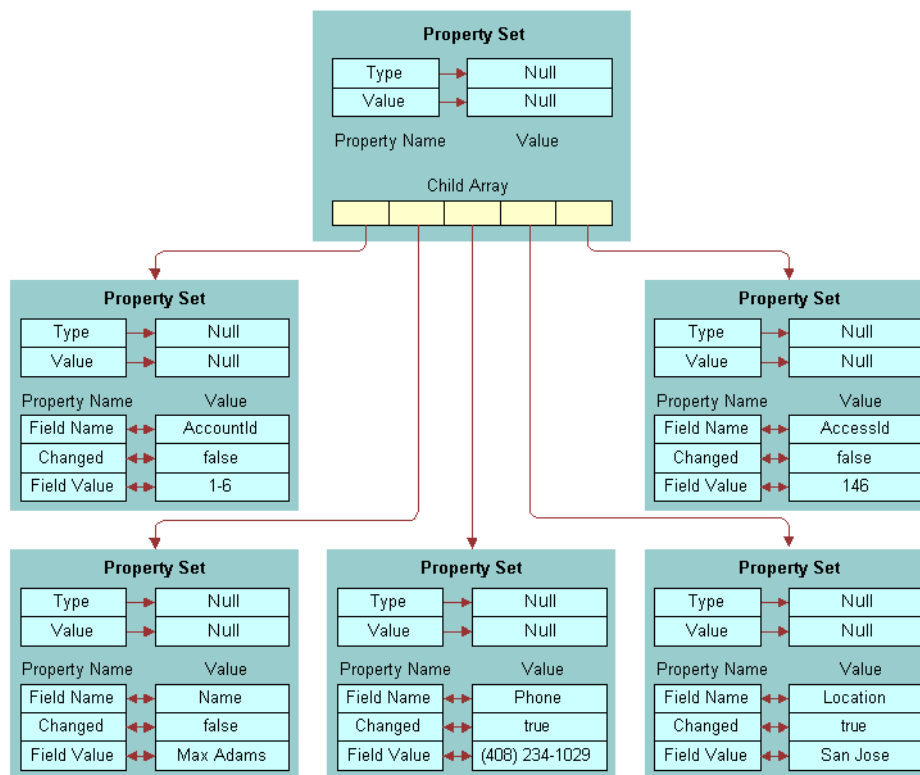 Property Set
Type Null
Value Null
Property Name Value
Child Array
Property Set
Type Null
Value Null
Property Name Value
Field Name AccountId
Changed false
Field Value 1-6
Property Set
Type Null
Value Null
Property Name Value
Field Name AccessId
Changed false
Field Value 146
Property Set
Type Null
Value Null
Property Name Value
Field Name Name
Changed false
Field Value Max Adams
Property Set
Type Null
Value Null
Property Name Value
Field Name Phone
Changed true
Field Value (408) 234-1029
Property Set
Type Null
Value Null
Property Name Value
Field Name Location
Changed true
Field Value San Jose